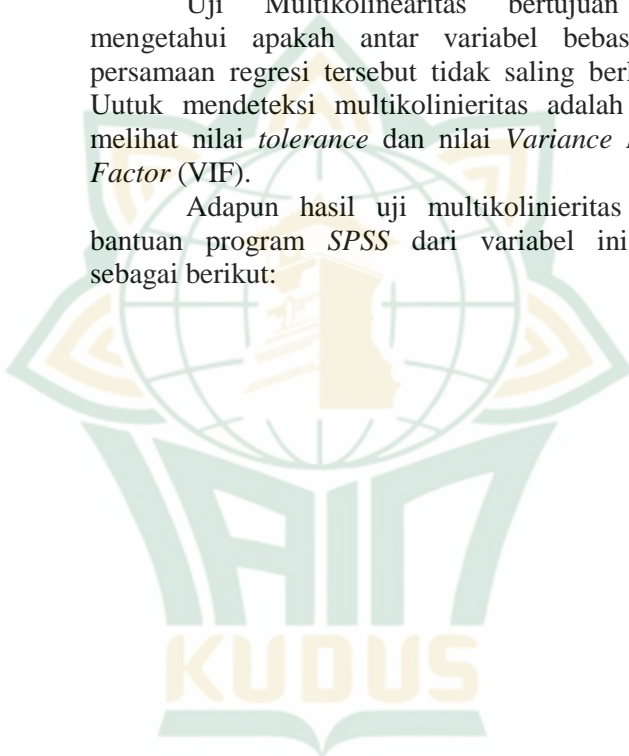 Uji Multikolinearitas bertujuan
mengetahui apakah antar variabel bebas
persamaan regresi tersebut tidak saling
Uutuk mendeteksi multikolinieritas adalah
melihat nilai tolerance dan nilai Variance
Factor (VIF).
Adapun hasil uji multikolinieritas
bantuan program SPSS dari variabel ini
sebagai berikut:
IAIN
KUDUS